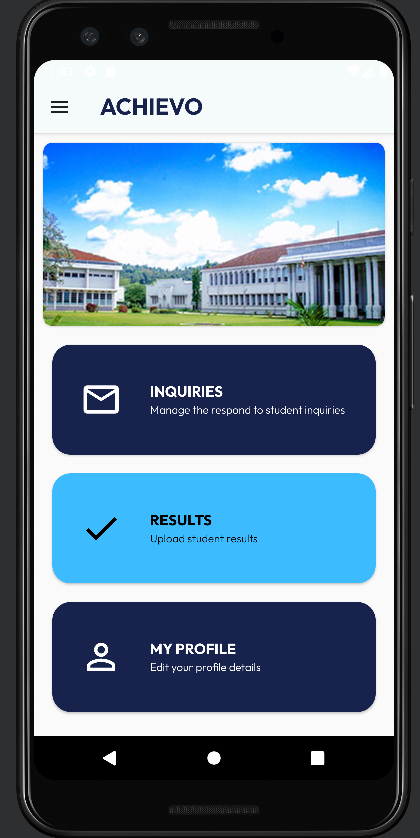 ACHIEVO
INQUIRIES
Manage the respond to student inquiries
RESULTS
Upload student results
MY PROFILE
Edit your profile details